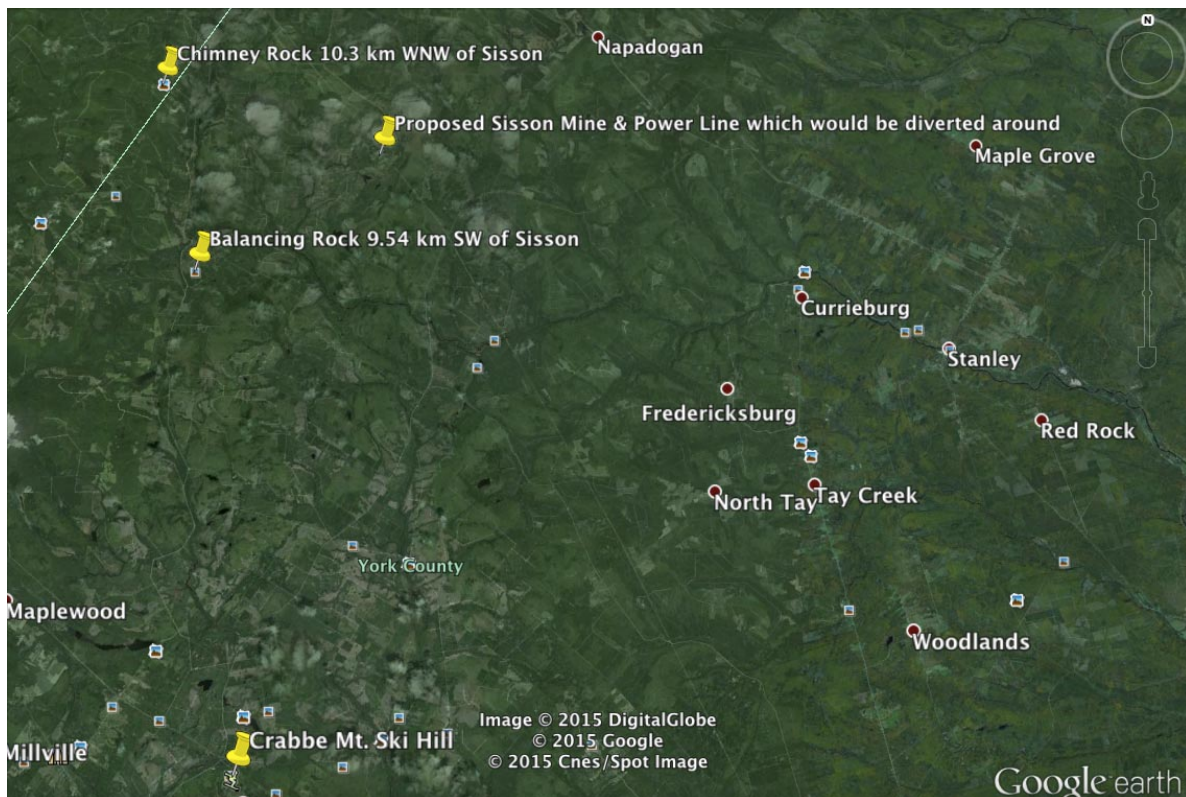 N
Napadogan
Chimney Rock 10.3 km WNW of Sisson
Proposed Sisson Mine & Power Line which would be diverted around
Maple Grove
Balancing Rock 9.54 km SW of Sisson
Currieburg
Stanley
Fredericksburg
Red Rock
North Tay
Tay Creek
York County
Maplewood
Woodlands
Image © 2015 DigitalGlobe
© 2015 Google
© 2015 Cnes/Spot Image
Crabbe Mt. Ski Hill
Millville
Google earth